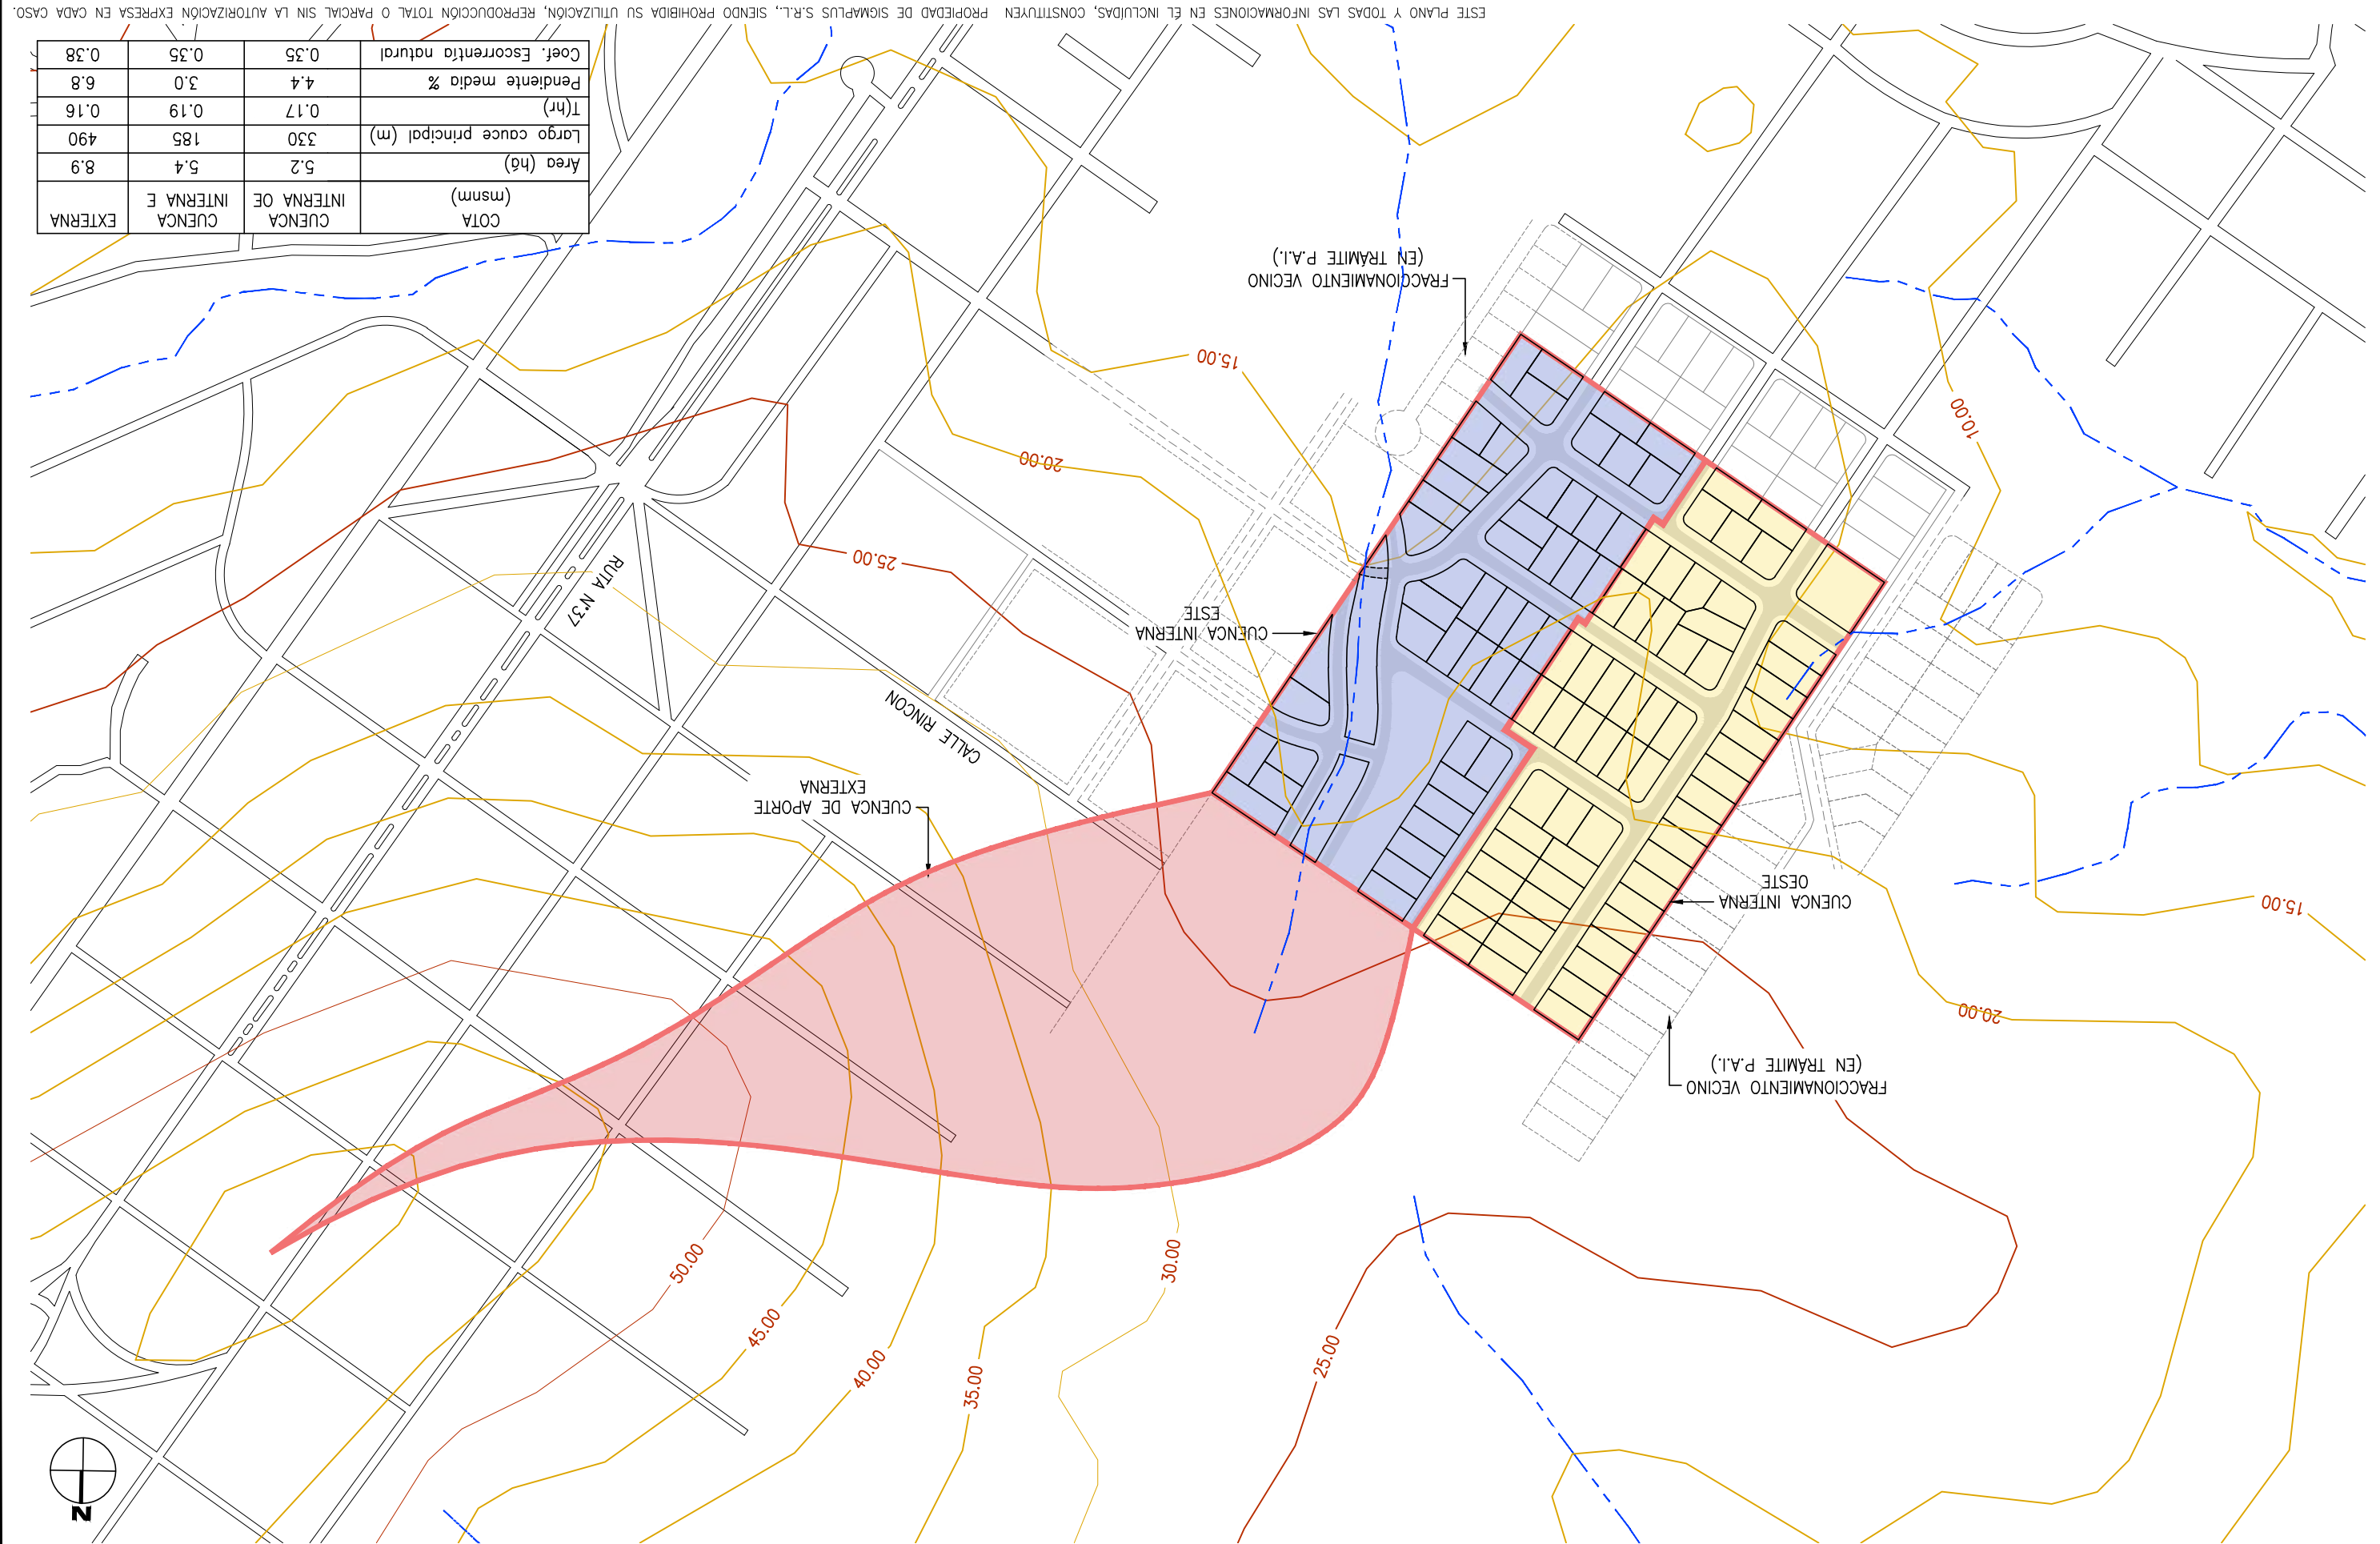 N
35.00
40.00
25.00
45.00
50.00
30.00
FRACCIONAMIENTO VECINO
(EN TRÁMITE P.A.I.)
20.00
15.00
CUENCA INTERNA
OESTE
CUENCA DE APORTE
EXTERNA
CALLE RINCON
CUENCA INTERNA
ESTE
RUTA N°37
25.00
20.00
10.00
15.00
FRACCIONAMIENTO VECINO
(EN TRÁMITE P.A.I.)
COTA (msnm) CUENCA INTERNA OE CUENCA INTERNA E EXTERNA
Área (há) 5.2 5.4 8.9
Largo cauce principal (m) 330 185 490
T(hr) 0.17 0.19 0.16
Pendiente media % 4.4 3.0 6.8
Coef. Escorrentía natural 0.35 0.35 0.38
ESTE PLANO Y TODAS LAS INFORMACIONES EN ÉL INCLUÍDAS, CONSTITUYEN PROPIEDAD DE SIGMAPLUS S.R.L., SIENDO PROHIBIDA SU UTILIZACIÓN, REPRODUCCIÓN TOTAL O PARCIAL SIN LA AUTORIZACIÓN EXPRESA EN CADA CASO.